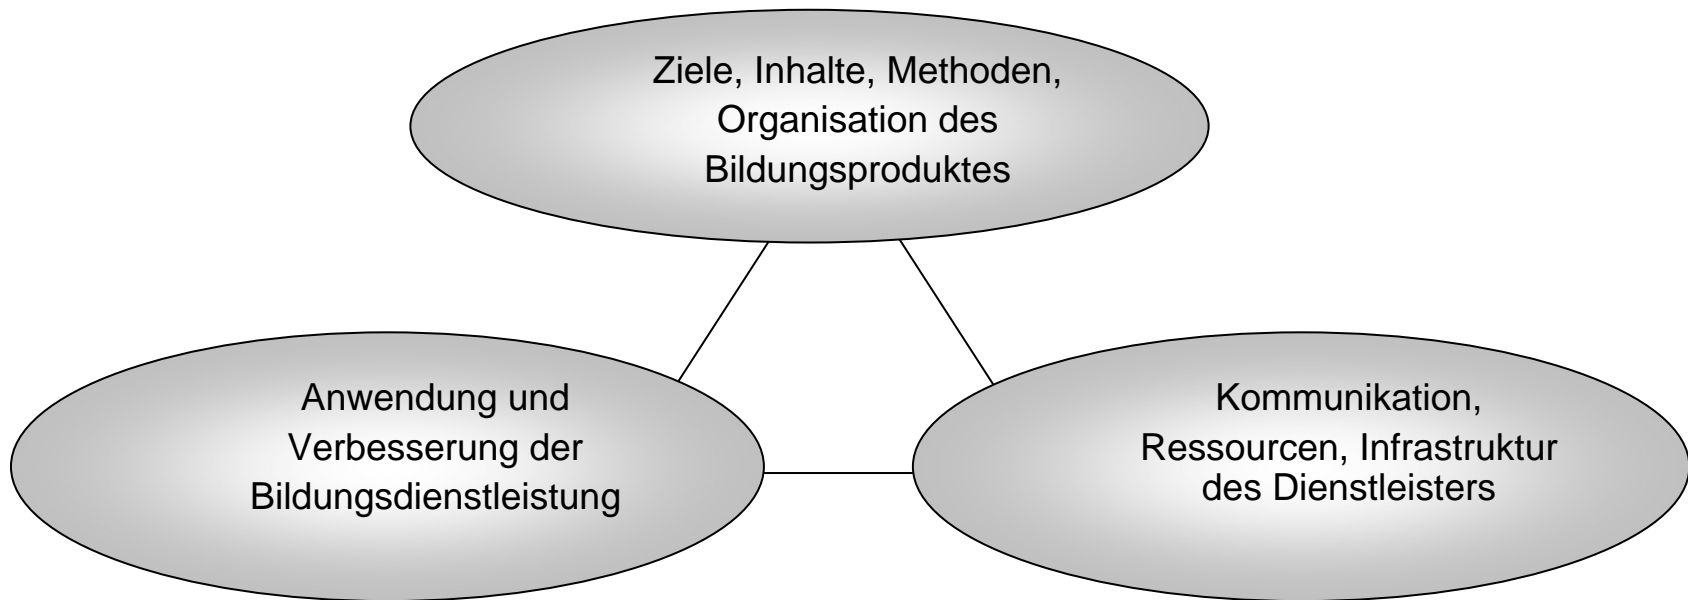 Ziele, Inhalte, Methoden,
Organisation des
Bildungsproduktes
Anwendung und
Verbesserung der
Bildungsdienstleistung
Kommunikation,
Ressourcen, Infrastruktur
des Dienstleisters